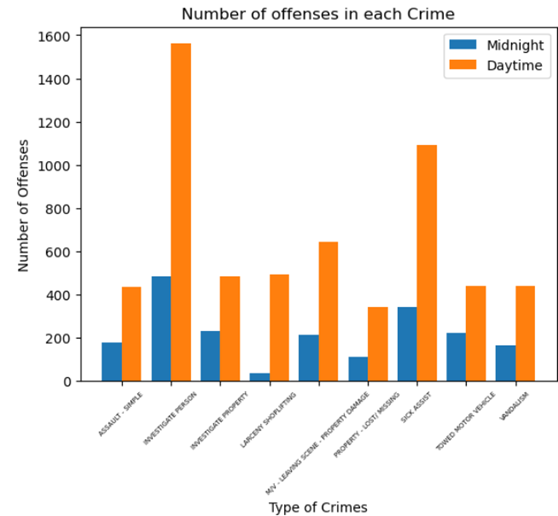 Number of offenses in each Crime
Midnight
Daytime
Number of Offenses
1600
1400
1200
1000
800
600
400
200
0
ASSAULT - SIMPLE
INVESTIGATE PERSON
INVESTIGATE PROPERTY
LARCENY SHOPLIFTING
M/V - LEAVING SCENE - PROPERTY DAMAGE
PROPERTY - LOST/ MISSING
SICK ASSIST
TOWED MOTOR VEHICLE
VANDALISM
Type of Crimes